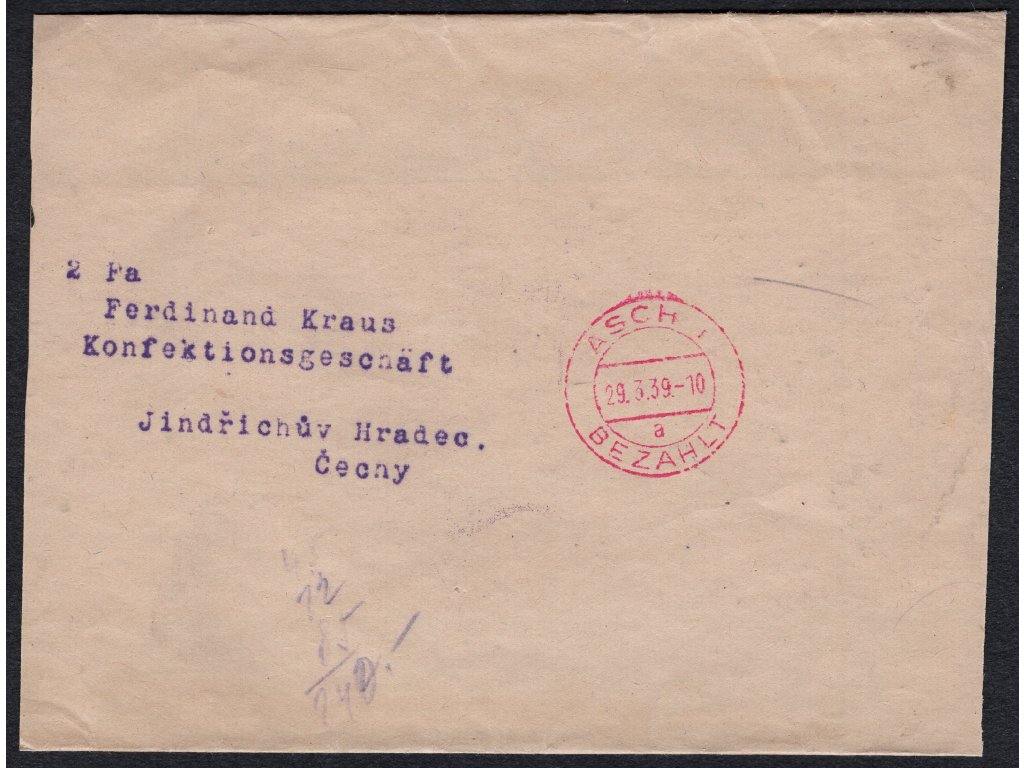 2 Fa
Ferdinand Kraus
Konfektionsgeschäft
Jindřichův Hradec.
Čecny
ASCH 1
29.3.39.-10
a
BEZAHLT